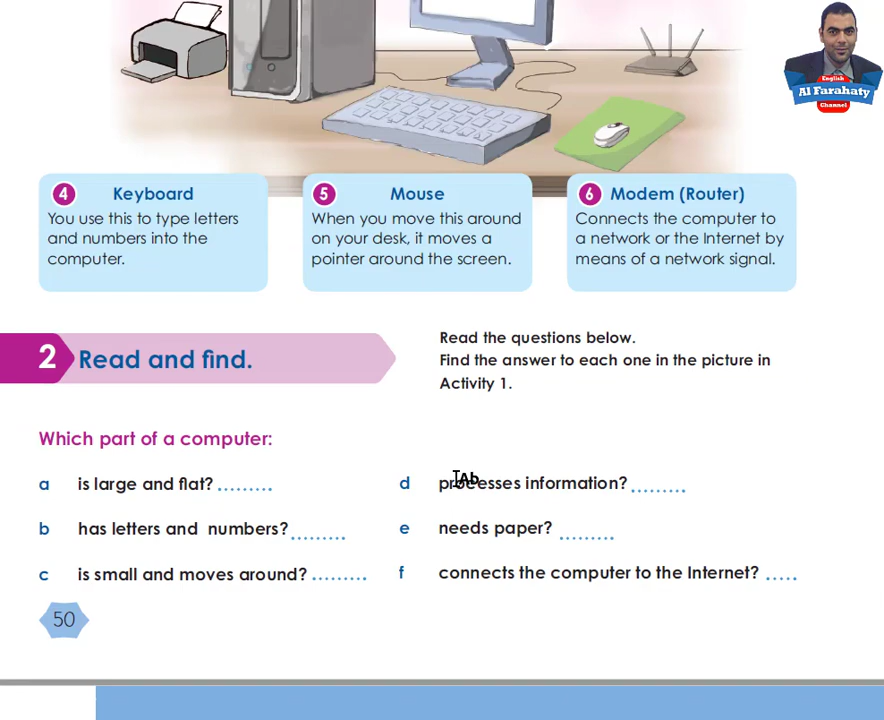 English
Al Farahaty
Channel
4 Keyboard
You use this to type letters
and numbers into the
computer.
5 Mouse
When you move this around
on your desk, it moves a
pointer around the screen.
6 Modem (Router)
Connects the computer to
a network or the Internet by
means of a network signal.
2 Read and find.
Read the questions below.
Find the answer to each one in the picture in
Activity 1.
Which part of a computer:
a is large and flat? .........
b has letters and numbers? .........
c is small and moves around? .........
Ab
d processes information? .........
e needs paper? .........
f connects the computer to the Internet? .....
50